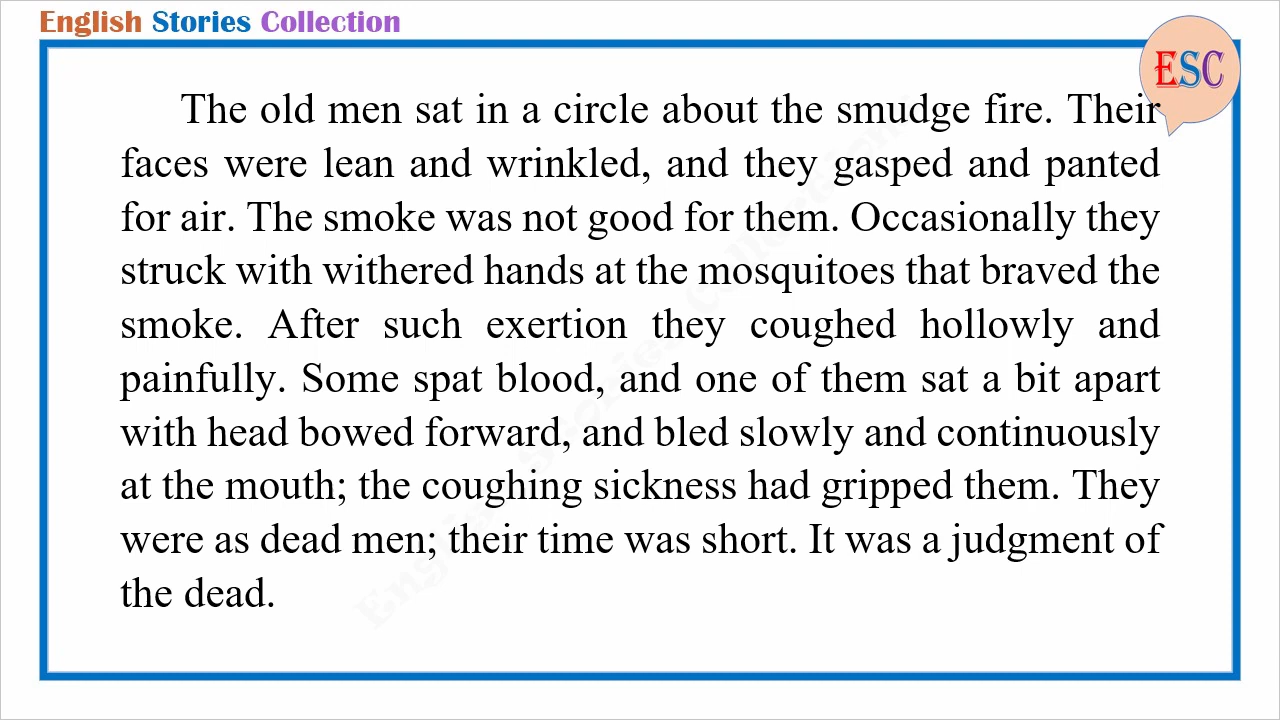 English Stories Collection
ESC
The old men sat in a circle about the smudge fire. Their
faces were lean and wrinkled, and they gasped and panted
for air. The smoke was not good for them. Occasionally they
struck with withered hands at the mosquitoes that braved the
smoke. After such exertion they coughed hollowly and
painfully. Some spat blood, and one of them sat a bit apart
with head bowed forward, and bled slowly and continuously
at the mouth; the coughing sickness had gripped them. They
were as dead men; their time was short. It was a judgment of
the dead.
English Stories Collection